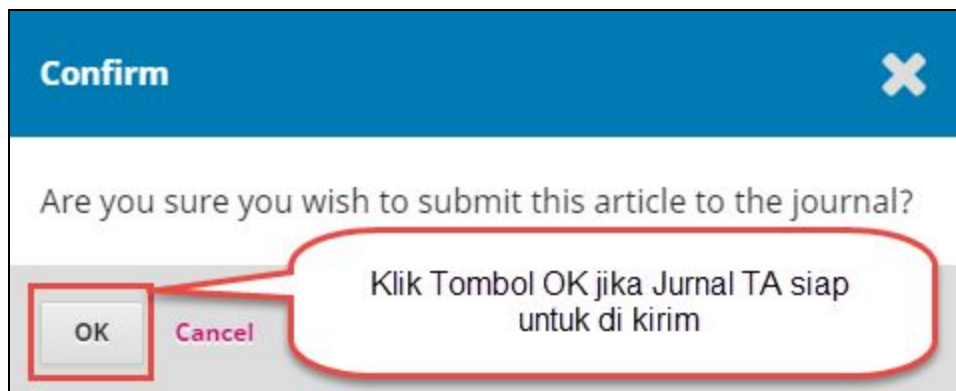 Confirm
Are you sure you wish to submit this article to the journal?
Klik Tombol OK jika Jurnal TA siap
untuk di kirim
OK
Cancel